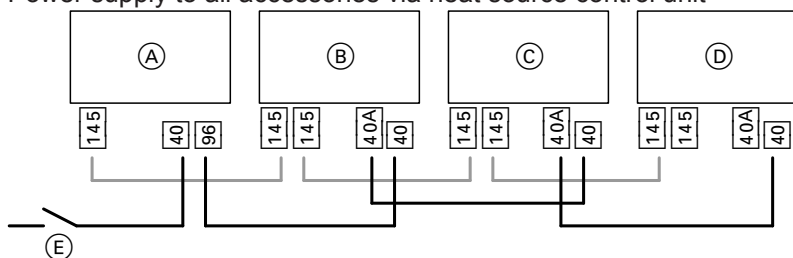 Power supply to all accessories via heat source control unit
A B C D
145 40 96 145 145 40A 40 145 145 40A 40 145 145 40A 40
E